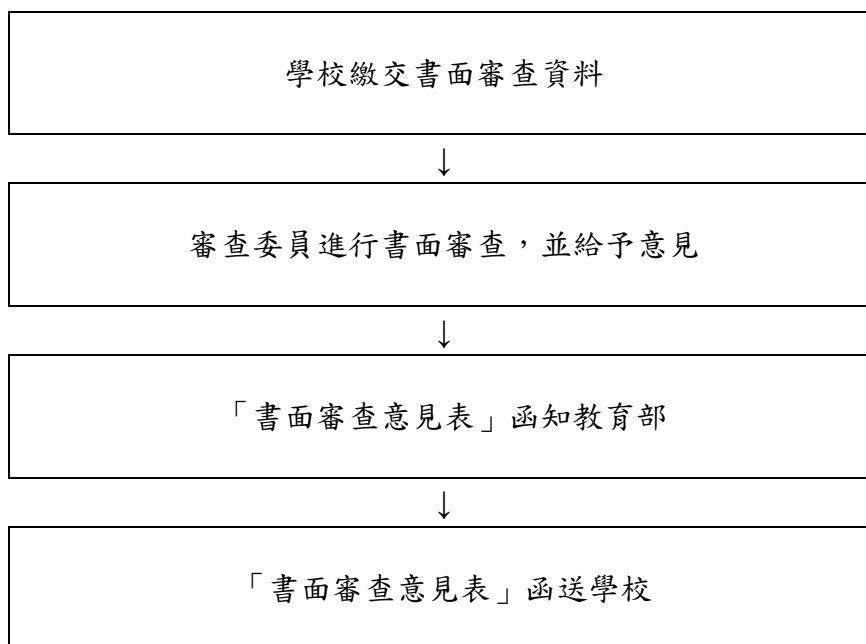 學校繳交書面審查資料
↓
審查委員進行書面審查，並給予意見
↓
「書面審查意見表」函知教育部
↓
「書面審查意見表」函送學校